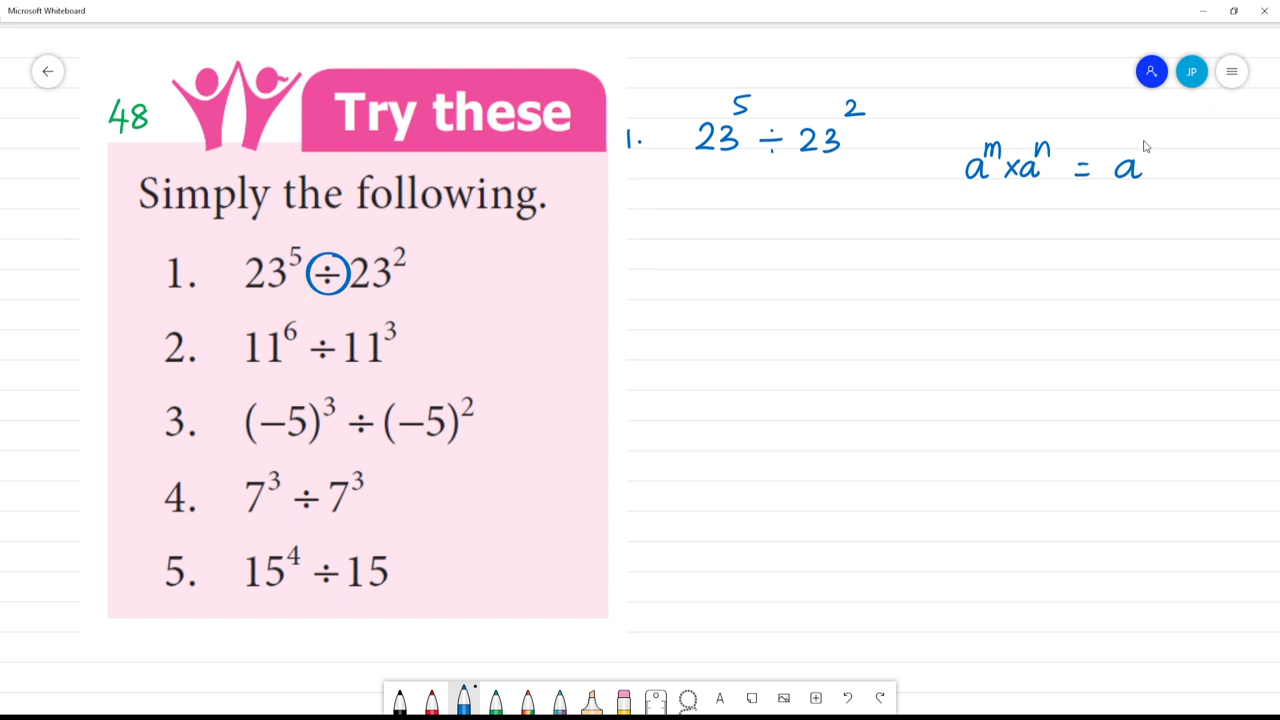 Microsoft Whiteboard
JP
48
Try these
Simply the following.
1. 23⁵ ÷ 23²
2. 11⁶ ÷ 11³
3. (−5)³ ÷ (−5)²
4. 7³ ÷ 7³
5. 15⁴ ÷ 15
1. 23⁵ ÷ 23²
aᵐ × aⁿ = a
A